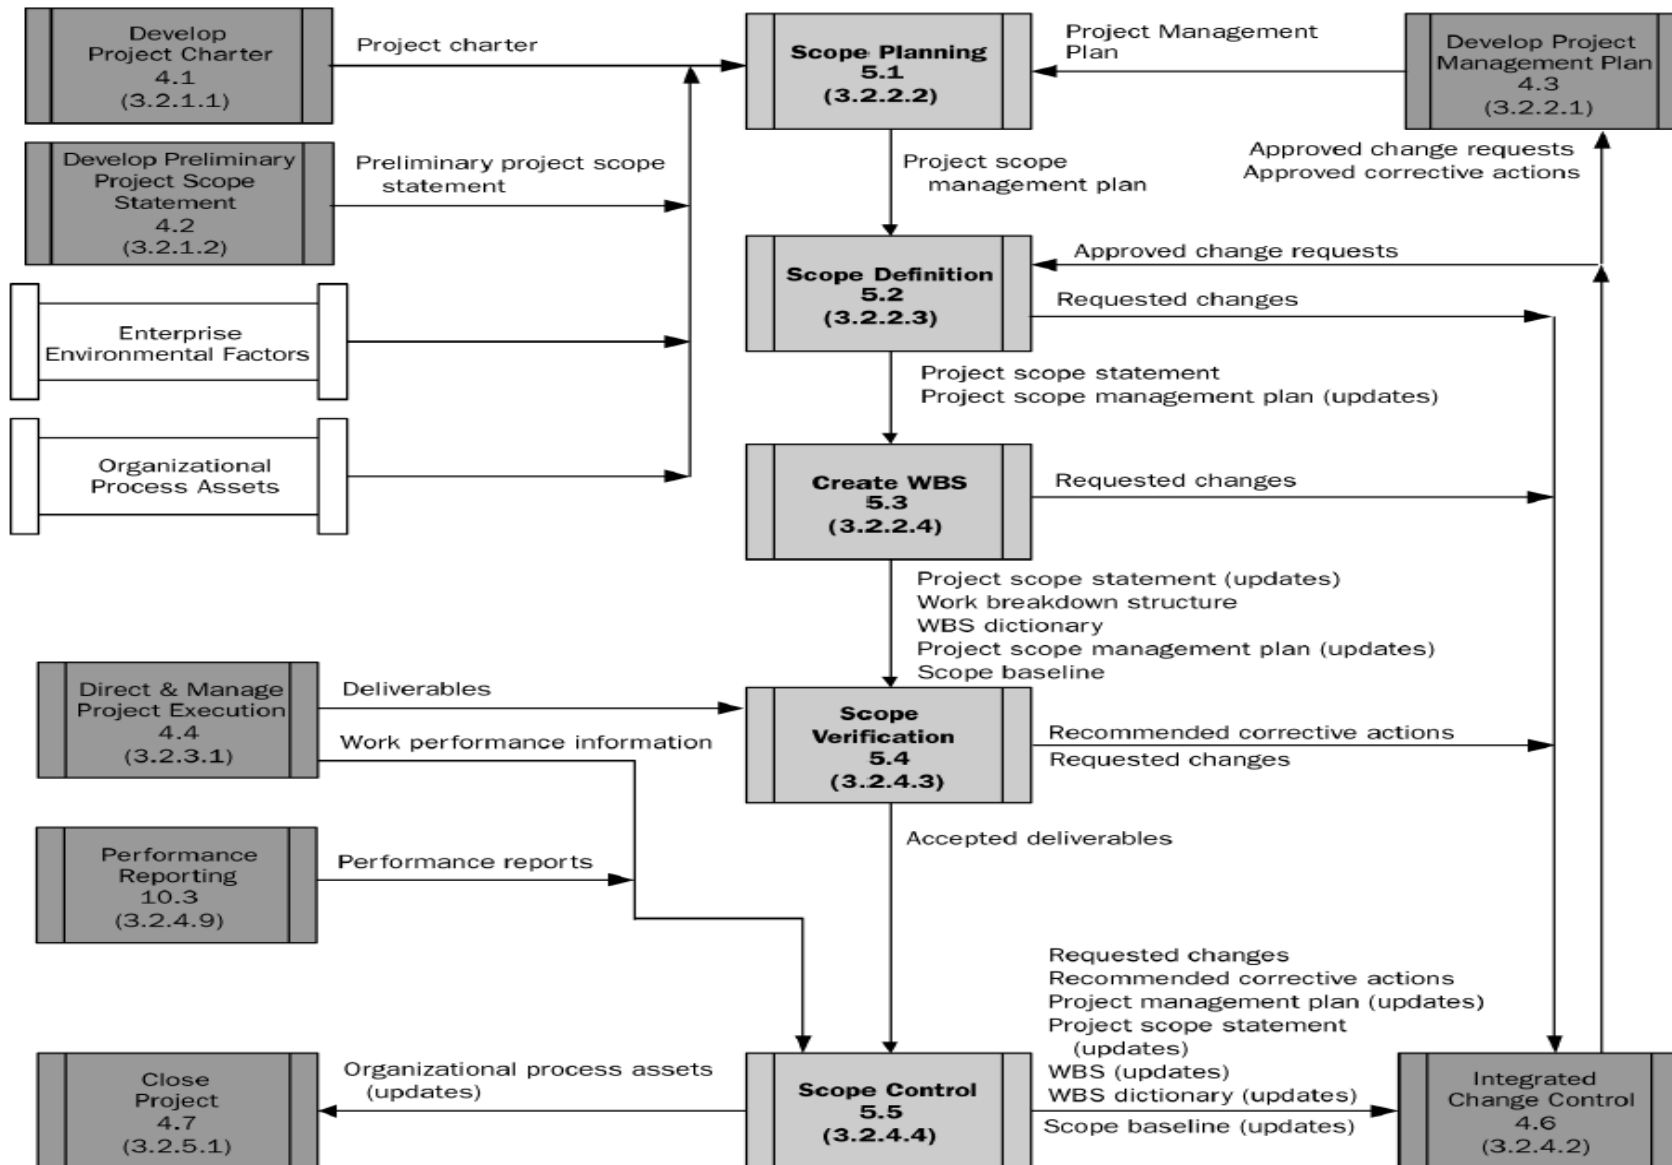 Develop
Project Charter
4.1
(3.2.1.1)
Project charter
Scope Planning
5.1
(3.2.2.2)
Project Management
Plan
Develop Project
Management Plan
4.3
(3.2.2.1)
Develop Preliminary
Project Scope
Statement
4.2
(3.2.1.2)
Preliminary project scope
statement
Project scope
management plan
Approved change requests
Approved corrective actions
Enterprise
Environmental Factors
Scope Definition
5.2
(3.2.2.3)
Approved change requests
Requested changes
Project scope statement
Project scope management plan (updates)
Organizational
Process Assets
Create WBS
5.3
(3.2.2.4)
Requested changes
Project scope statement (updates)
Work breakdown structure
WBS dictionary
Project scope management plan (updates)
Scope baseline
Direct & Manage
Project Execution
4.4
(3.2.3.1)
Deliverables
Work performance information
Scope
Verification
5.4
(3.2.4.3)
Recommended corrective actions
Requested changes
Accepted deliverables
Performance
Reporting
10.3
(3.2.4.9)
Performance reports
Requested changes
Recommended corrective actions
Project management plan (updates)
Project scope statement
(updates)
WBS (updates)
WBS dictionary (updates)
Scope baseline (updates)
Close
Project
4.7
(3.2.5.1)
Organizational process assets
(updates)
Scope Control
5.5
(3.2.4.4)
Integrated
Change Control
4.6
(3.2.4.2)